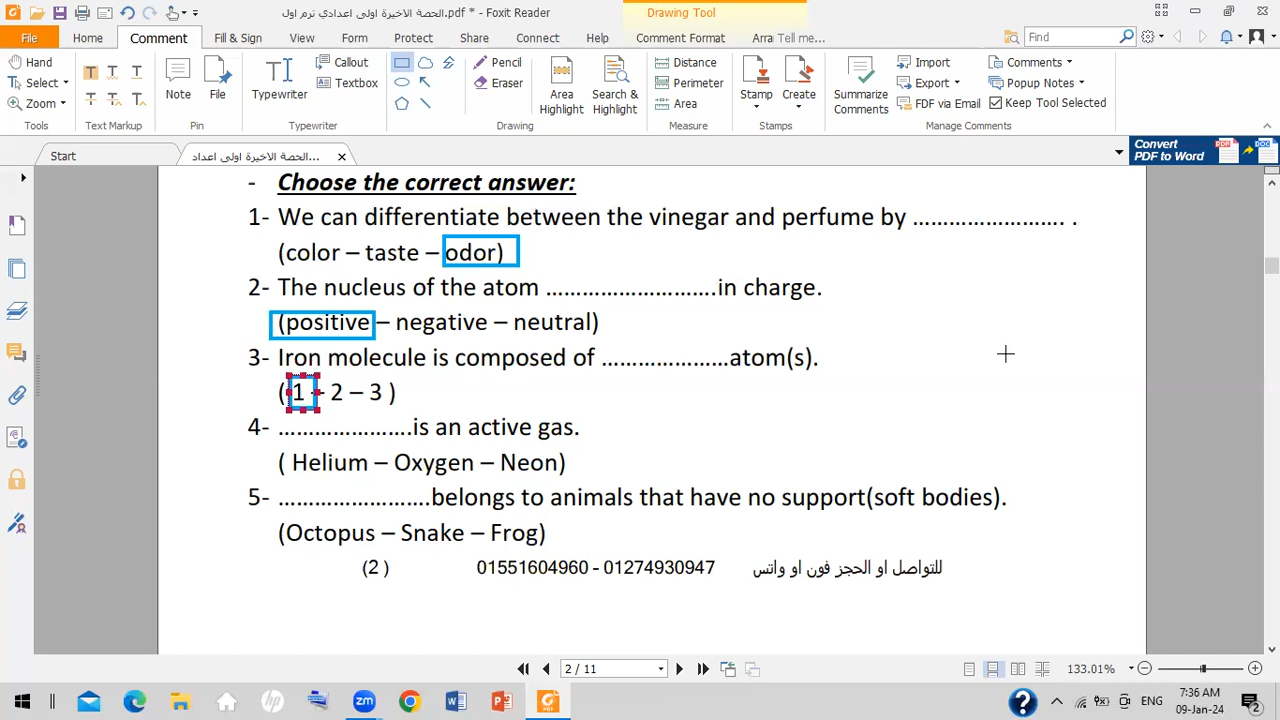 الحصة الاخيرة اولى اعدادي ترم اول.pdf * - Foxit Reader
Drawing Tool
File
Home
Comment
Fill & Sign
View
Form
Protect
Share
Connect
Help
Comment Format
Arra
Tell me...
Find
Hand
Select
Zoom
Tools
Text Markup
Note
File
Pin
Typewriter
Callout
Textbox
Typewriter
Pencil
Eraser
Area Highlight
Search & Highlight
Drawing
Distance
Perimeter
Area
Measure
Stamp
Create
Stamps
Summarize Comments
Import
Export
FDF via Email
Comments
Popup Notes
Keep Tool Selected
Manage Comments
Start
الحصة الاخيرة اولى اعداد...
Convert
PDF to Word
- Choose the correct answer:
1- We can differentiate between the vinegar and perfume by ……………………. .
(color – taste – odor)
2- The nucleus of the atom ……………………….in charge.
(positive – negative – neutral)
3- Iron molecule is composed of …………………atom(s).
( 1 – 2 – 3 )
4- ………………….is an active gas.
( Helium – Oxygen – Neon)
5- …………………….belongs to animals that have no support(soft bodies).
(Octopus – Snake – Frog)
(2 ) 01551604960 - 01274930947 للتواصل او الحجز فون او واتس
2 / 11
133.01%
zm
ENG
7:36 AM
09-Jan-24
2